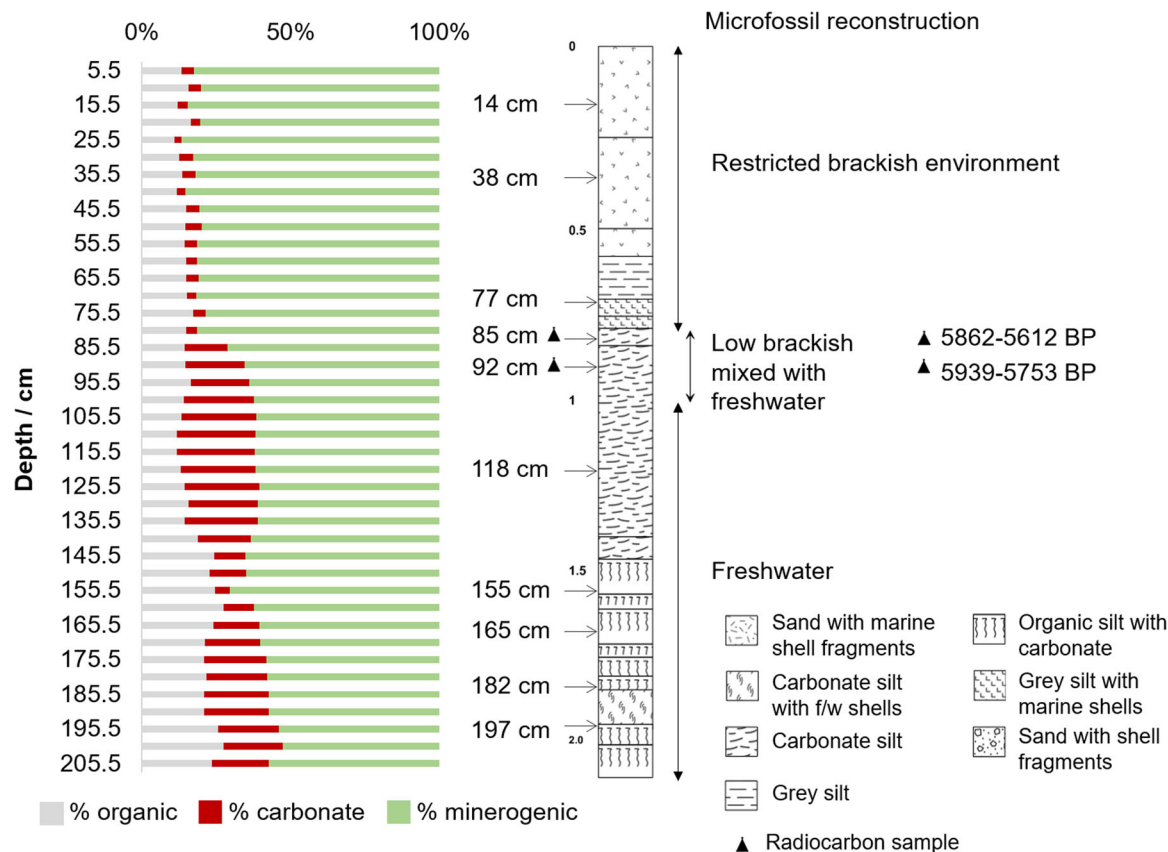 0% 50% 100%
Depth / cm
5.5
15.5
25.5
35.5
45.5
55.5
65.5
75.5
85.5
95.5
105.5
115.5
125.5
135.5
145.5
155.5
165.5
175.5
185.5
195.5
205.5
% organic
% carbonate
% minerogenic
14 cm
38 cm
77 cm
85 cm
92 cm
118 cm
155 cm
165 cm
182 cm
197 cm
0
0.5
1
1.5
2.0
Microfossil reconstruction
Restricted brackish environment
Low brackish
mixed with
freshwater
5862-5612 BP
5939-5753 BP
Freshwater
Sand with marine
shell fragments
Carbonate silt
with f/w shells
Carbonate silt
Grey silt
Radiocarbon sample
Organic silt with
carbonate
Grey silt with
marine shells
Sand with shell
fragments